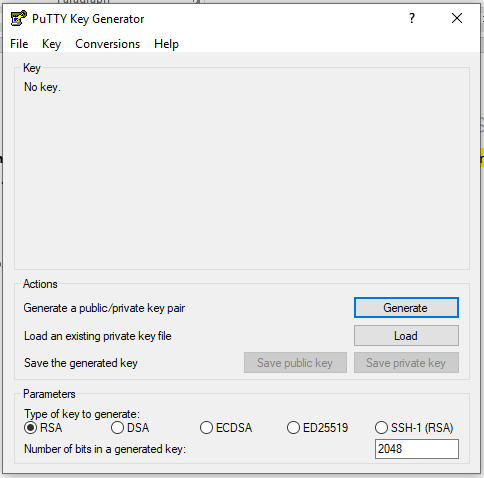 Paragraph
PuTTY Key Generator
?
File Key Conversions Help
Key
No key.
Actions
Generate a public/private key pair
Generate
Load an existing private key file
Load
Save the generated key
Save public key
Save private key
Parameters
Type of key to generate:
RSA
DSA
ECDSA
ED25519
SSH-1 (RSA)
Number of bits in a generated key:
2048